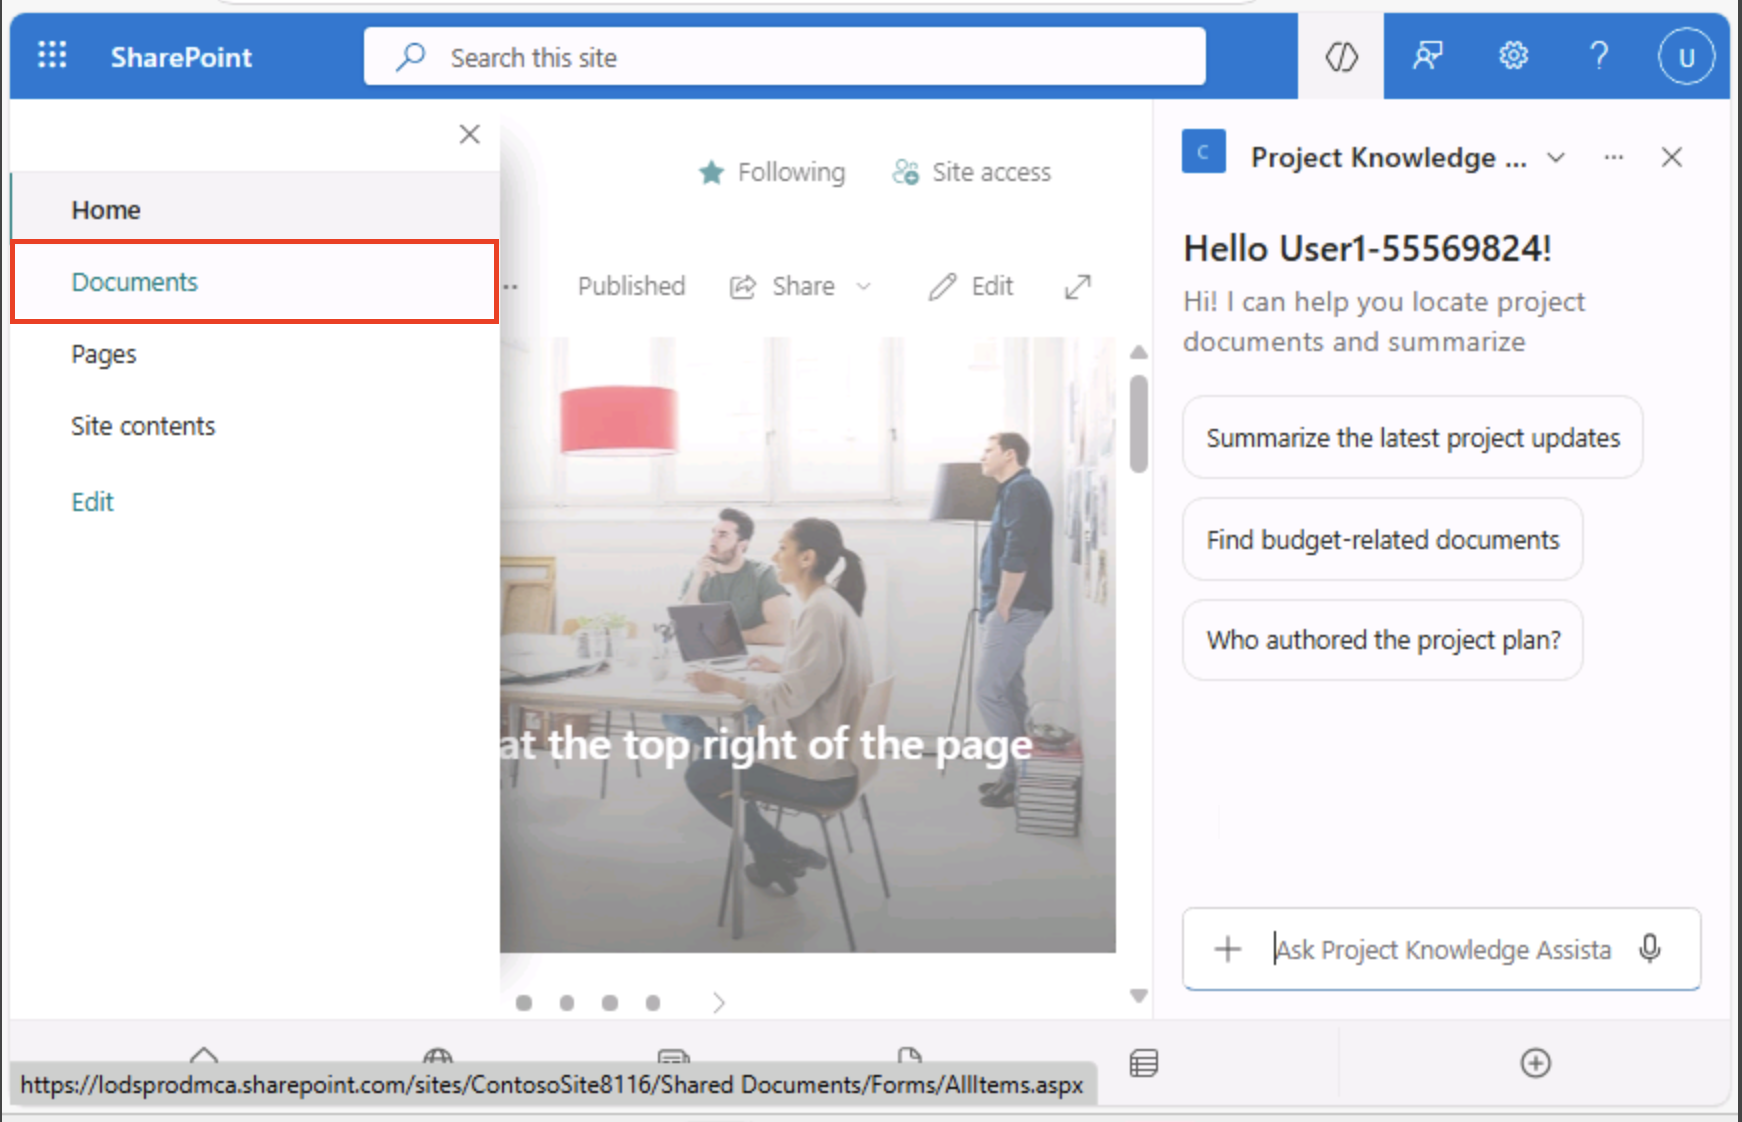 SharePoint
Search this site
U
Home
Documents
Pages
Site contents
Edit
Following
Site access
Published
Share
Edit
at the top right of the page
C
Project Knowledge ...
Hello User1-55569824!
Hi! I can help you locate project
documents and summarize
Summarize the latest project updates
Find budget-related documents
Who authored the project plan?
Ask Project Knowledge Assista
https://lodsprodmca.sharepoint.com/sites/ContosoSite8116/Shared Documents/Forms/AllItems.aspx